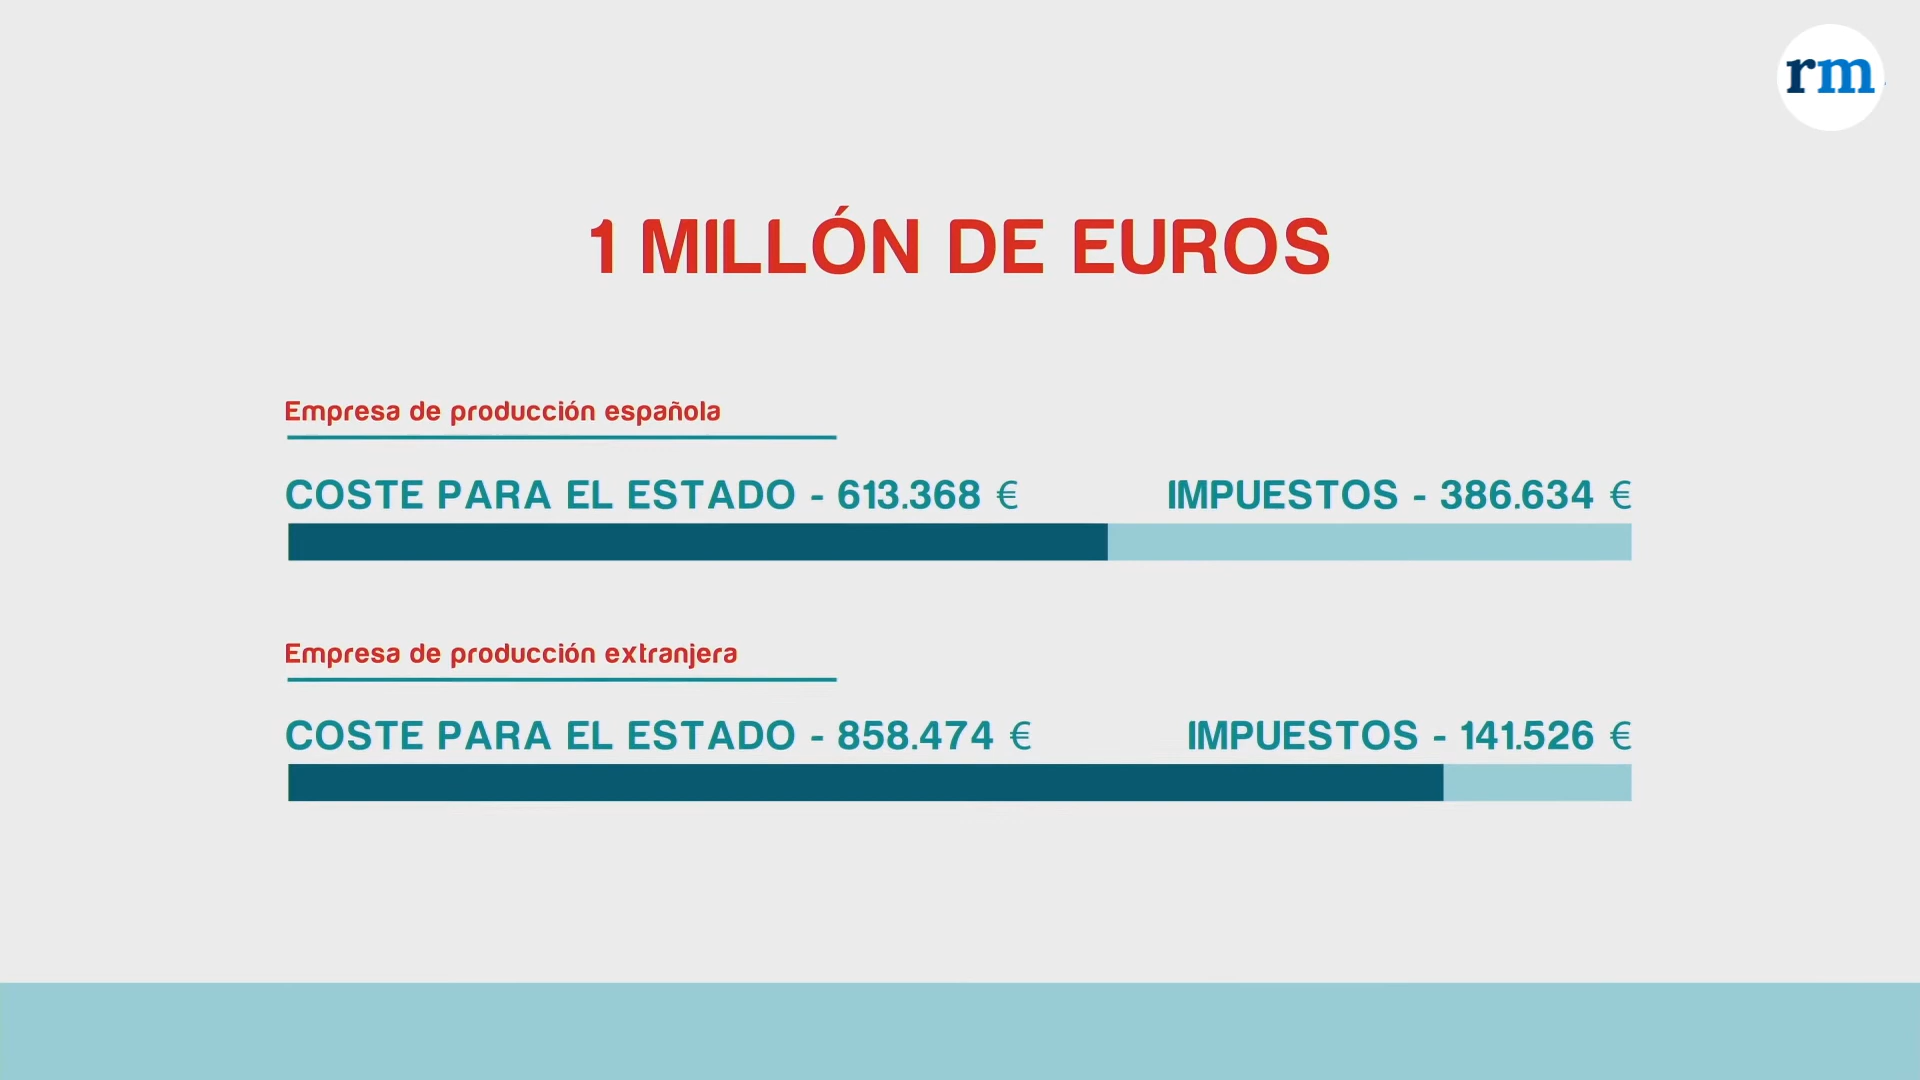 rm
1 MILLÓN DE EUROS
Empresa de producción española
COSTE PARA EL ESTADO - 613.368 € IMPUESTOS - 386.634 €
Empresa de producción extranjera
COSTE PARA EL ESTADO - 858.474 € IMPUESTOS - 141.526 €